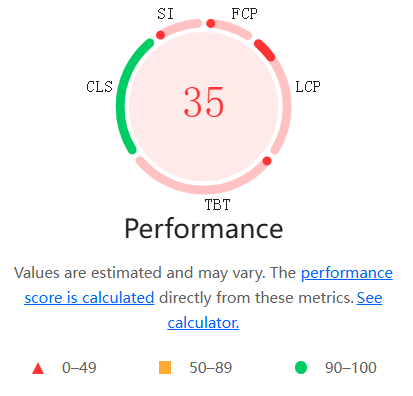 SI
FCP
CLS
LCP
35
TBT
Performance
Values are estimated and may vary. The performance
score is calculated directly from these metrics. See
calculator.
0–49
50–89
90–100